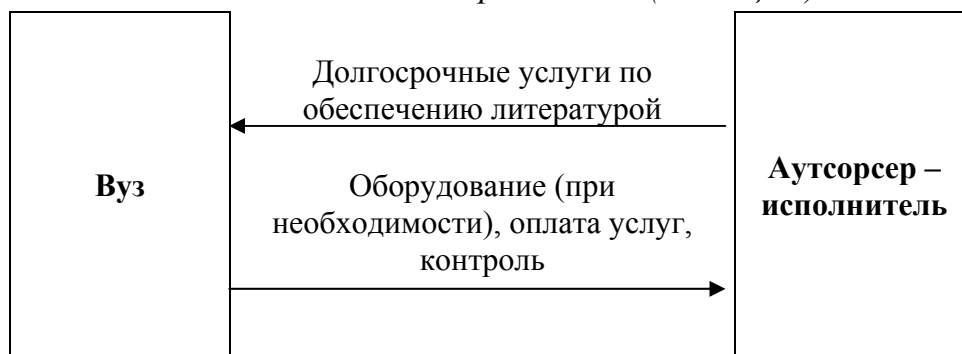 Долгосрочные услуги по
обеспечению литературой
Вуз
Оборудование (при
необходимости), оплата услуг,
контроль
Аутсорсер –
исполнитель